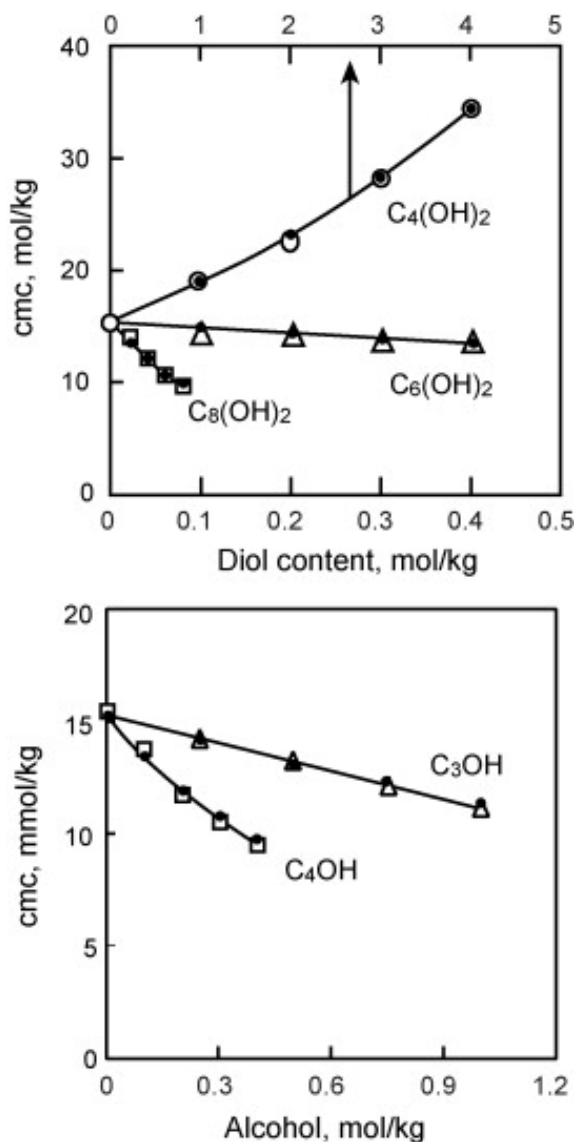 0 1 2 3 4 5
40
30
20
10
0
cmc, mol/kg
C₄(OH)₂
C₆(OH)₂
C₈(OH)₂
0 0.1 0.2 0.3 0.4 0.5
Diol content, mol/kg
20
15
10
5
0
cmc, mmol/kg
C₃OH
C₄OH
0 0.3 0.6 0.9 1.2
Alcohol, mol/kg